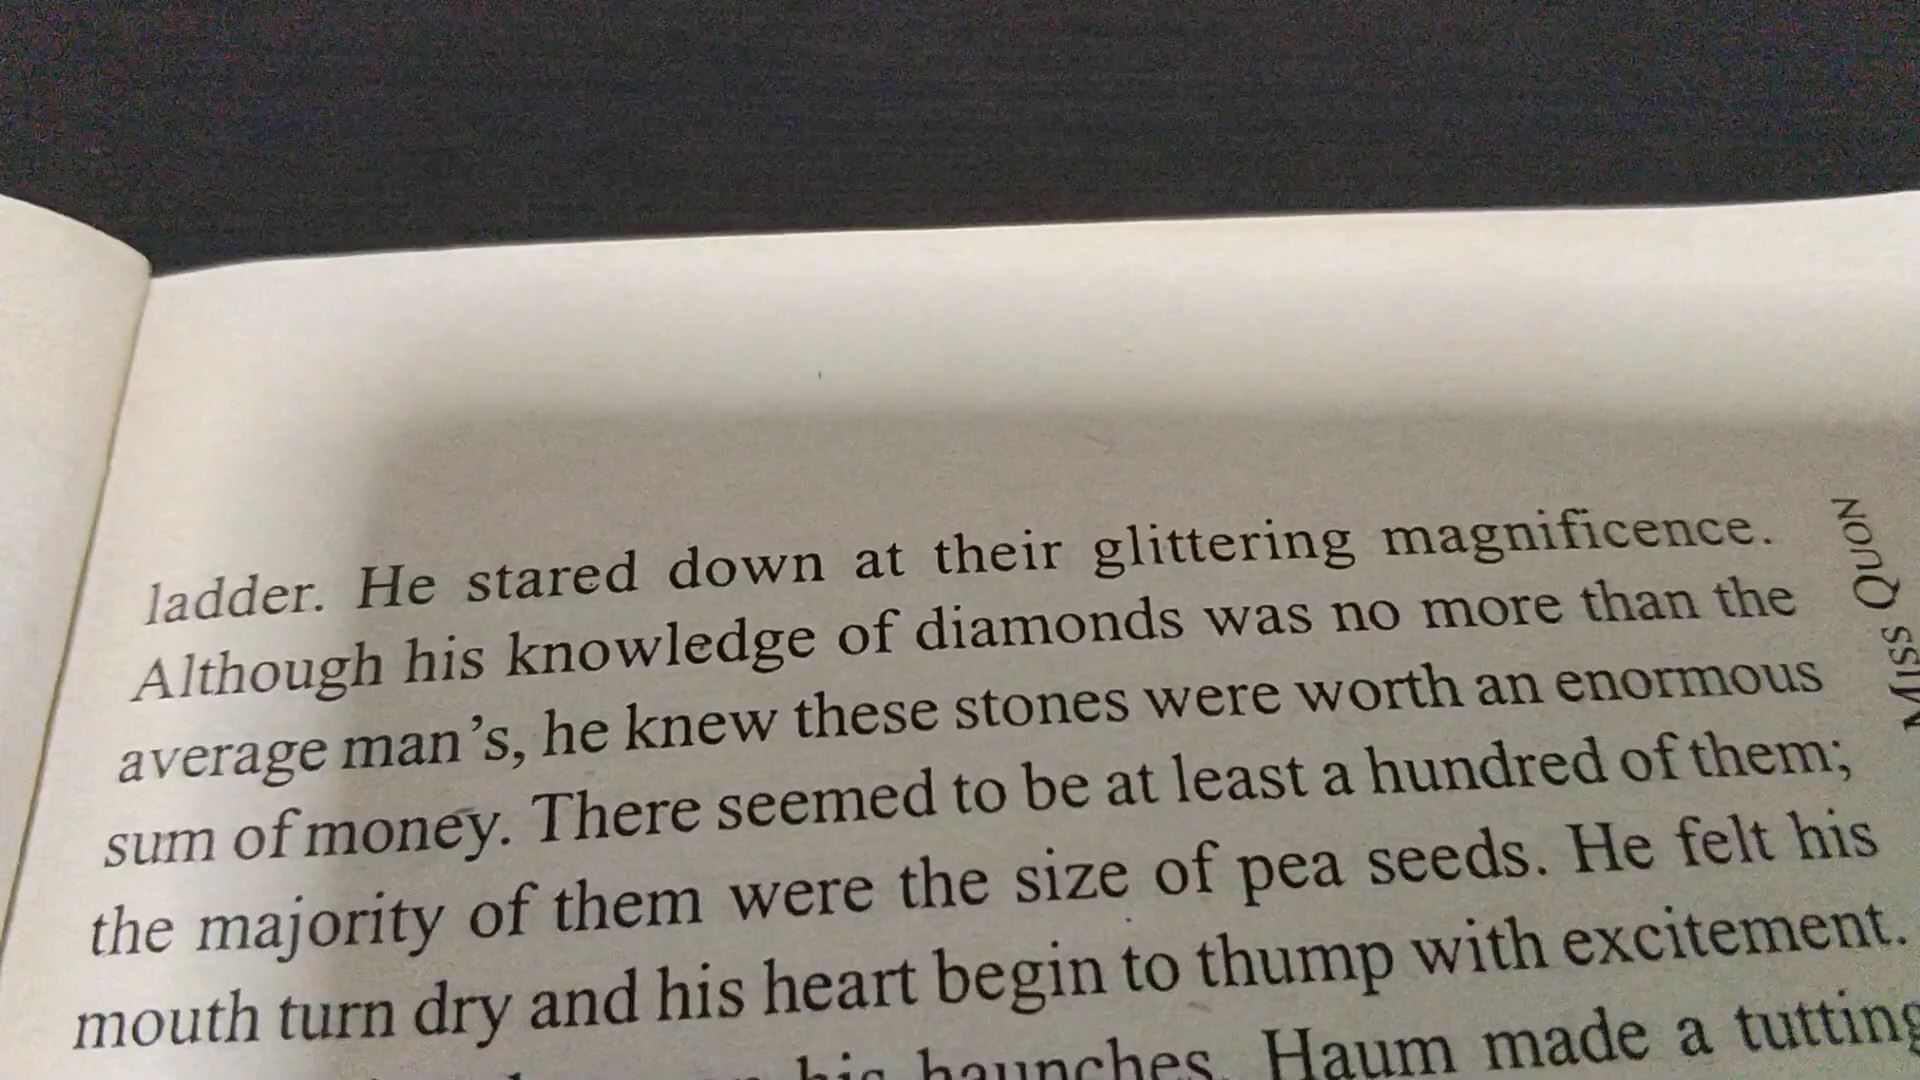 ladder. He stared down at their glittering magnificence.
Although his knowledge of diamonds was no more than the
average man's, he knew these stones were worth an enormous
sum of money. There seemed to be at least a hundred of them;
the majority of them were the size of pea seeds. He felt his
mouth turn dry and his heart begin to thump with excitement.
his haunches. Haum made a tutting
Miss Quon